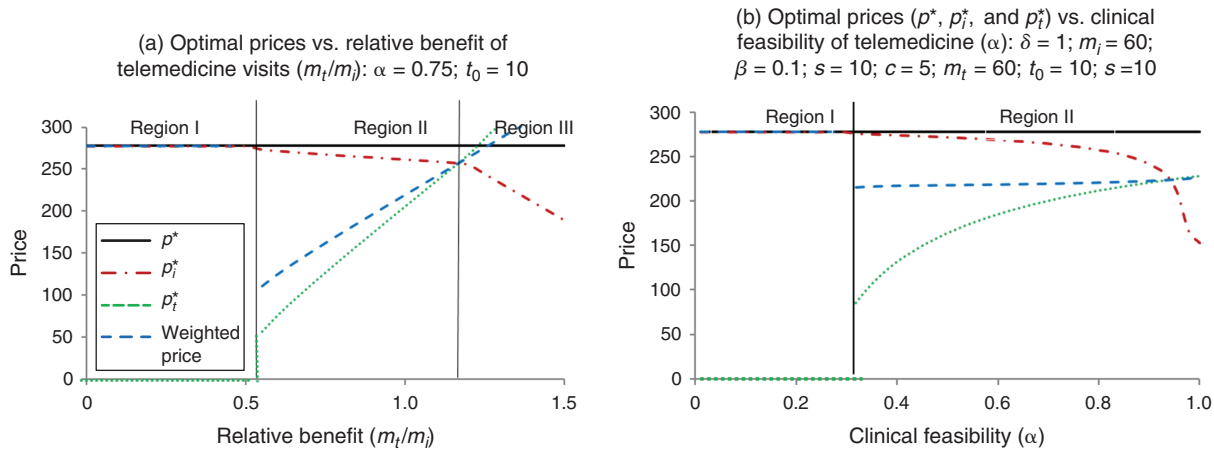 (a) Optimal prices vs. relative benefit of
telemedicine visits (mt/mi): α = 0.75; t0 = 10
Region I
Region II
Region III
300
250
200
150
100
50
0
Price
p*
pi*
pt*
Weighted
price
0
0.5
1.0
1.5
Relative benefit (mt/mi)
(b) Optimal prices (p*, pi*, and pt*) vs. clinical
feasibility of telemedicine (α): δ = 1; mi = 60;
β = 0.1; s = 10; c = 5; mt = 60; t0 = 10; s =10
Region I
Region II
300
250
200
150
100
50
0
Price
0
0.2
0.4
0.6
0.8
1.0
Clinical feasibility (α)